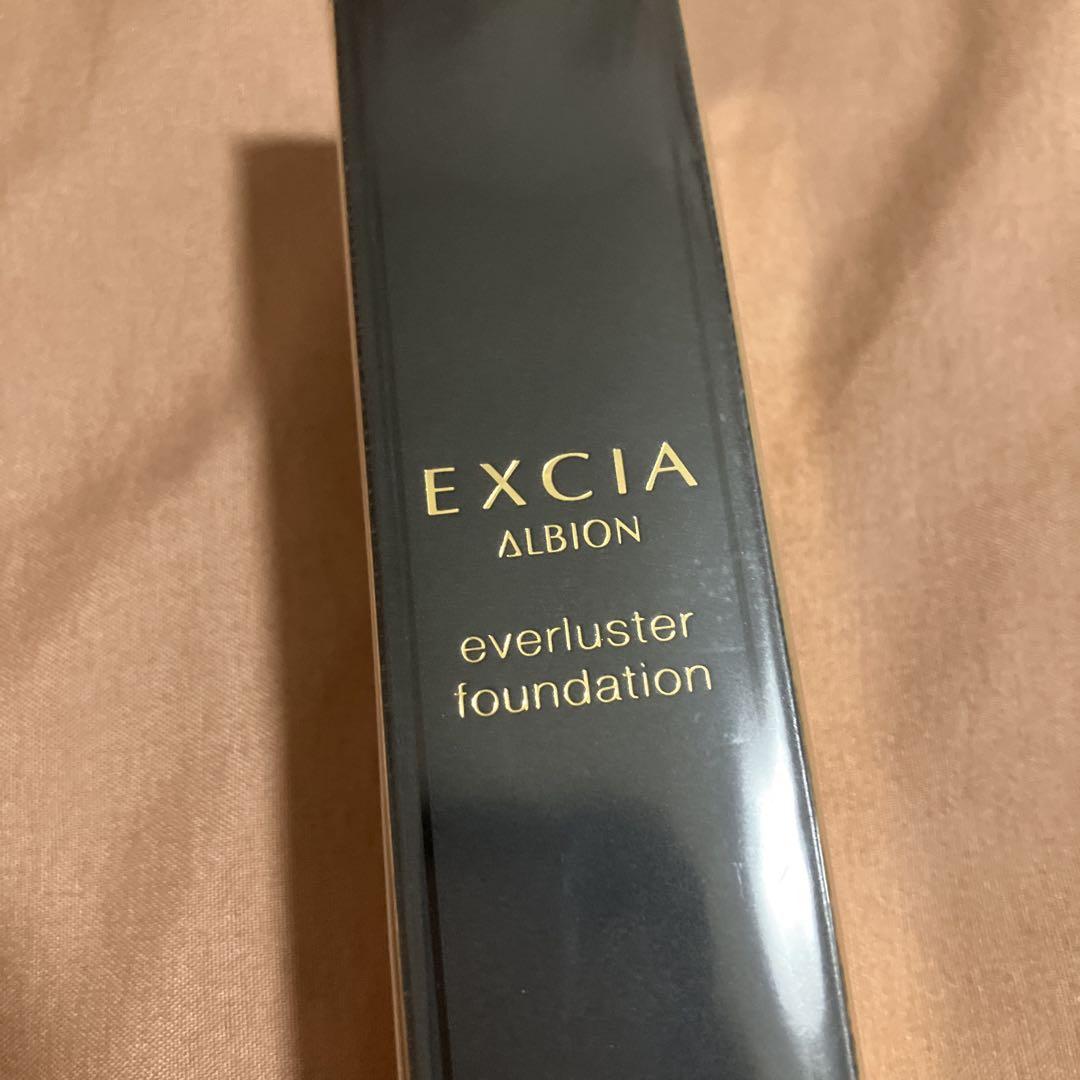 EXCIA
ALBION
everluster
foundation